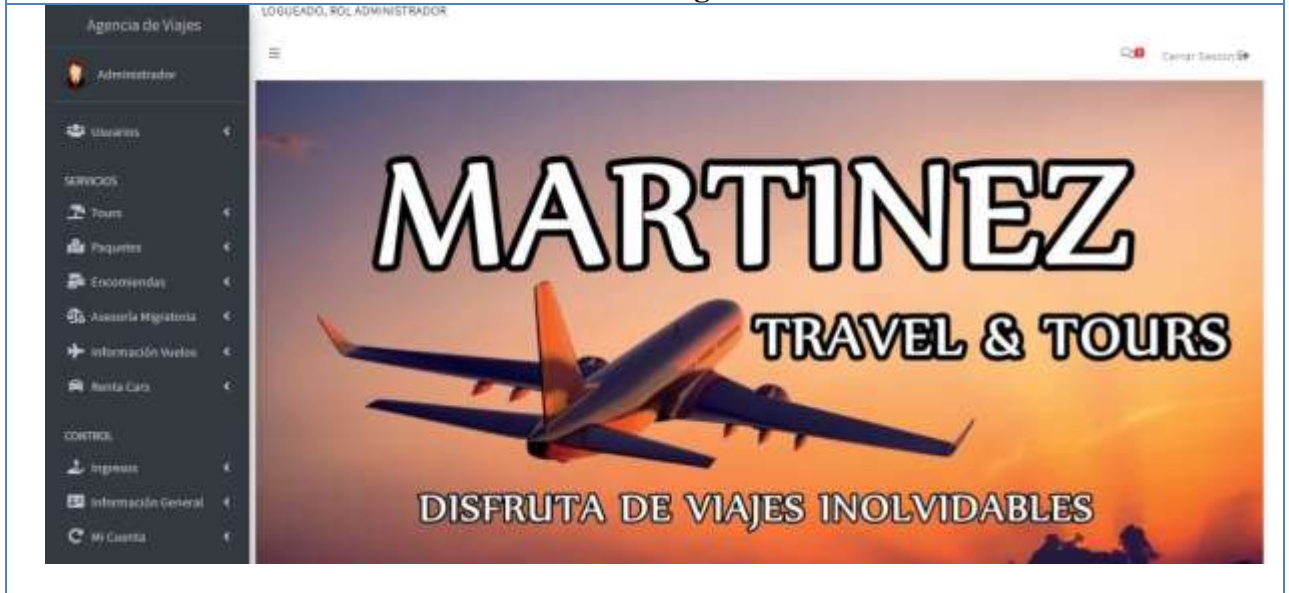 Agencia de Viajes
LOGUEADO, ROL ADMINISTRADOR
Administrador
Cerrar Sesion
Usuarios
SERVICIOS
Tours
Paquetes
Encomiendas
Asesoría Migratoria
Información Vuelos
Renta Cars
CONTROL
Ingresos
Información General
Mi Cuenta
MARTINEZ
TRAVEL & TOURS
DISFRUTA DE VIAJES INOLVIDABLES